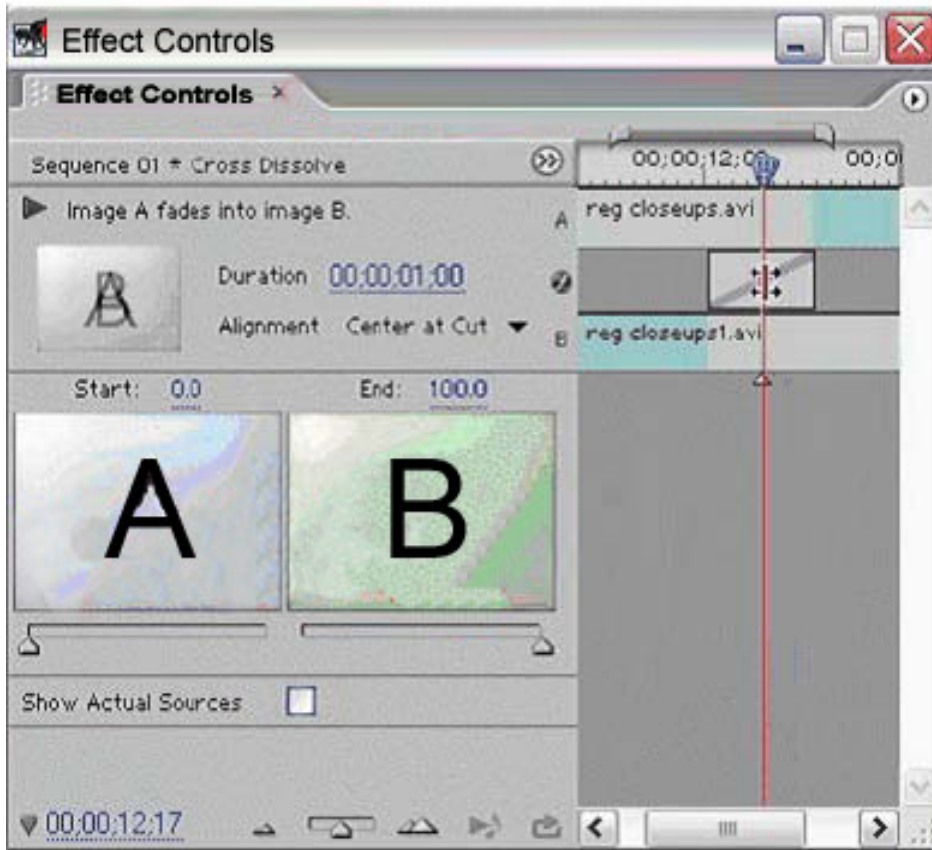 Effect Controls
Effect Controls ×
Sequence 01 * Cross Dissolve
00;00;12;0
00;0
Image A fades into image B.
A
reg closeups.avi
Duration 00;00;01;00
Alignment Center at Cut
B
reg closeups1.avi
Start: 0.0
End: 100.0
A
B
Show Actual Sources
00;00;12;17